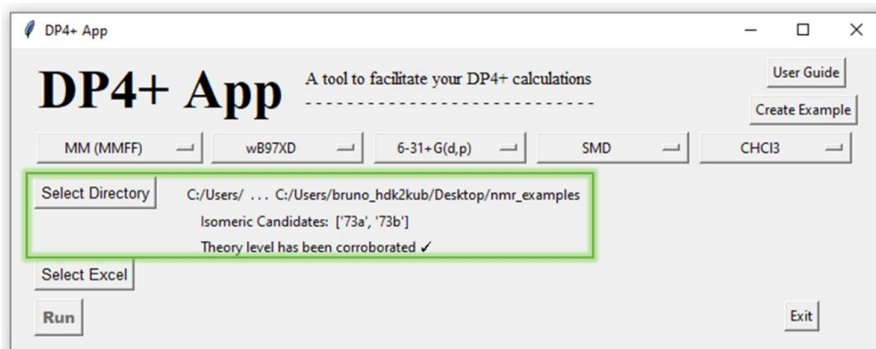 DP4+ App
DP4+ App
A tool to facilitate your DP4+ calculations
- - - - - - - - - - - - - - - - - - - - - - - - - - - -
User Guide
Create Example
MM (MMFF) wB97XD 6-31+G(d,p) SMD CHCl3
Select Directory C:/Users/ ... C:/Users/bruno_hdk2kub/Desktop/nmr_examples
Isomeric Candidates: ['73a', '73b']
Theory level has been corroborated ✓
Select Excel
Run
Exit